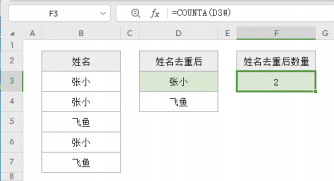 F3 fx =COUNTA(D3#)
A B C D E F G
1
2 姓名 姓名去重后 姓名去重后数量
3 张小 张小 2
4 张小 飞鱼
5 飞鱼
6 张小
7 飞鱼
8